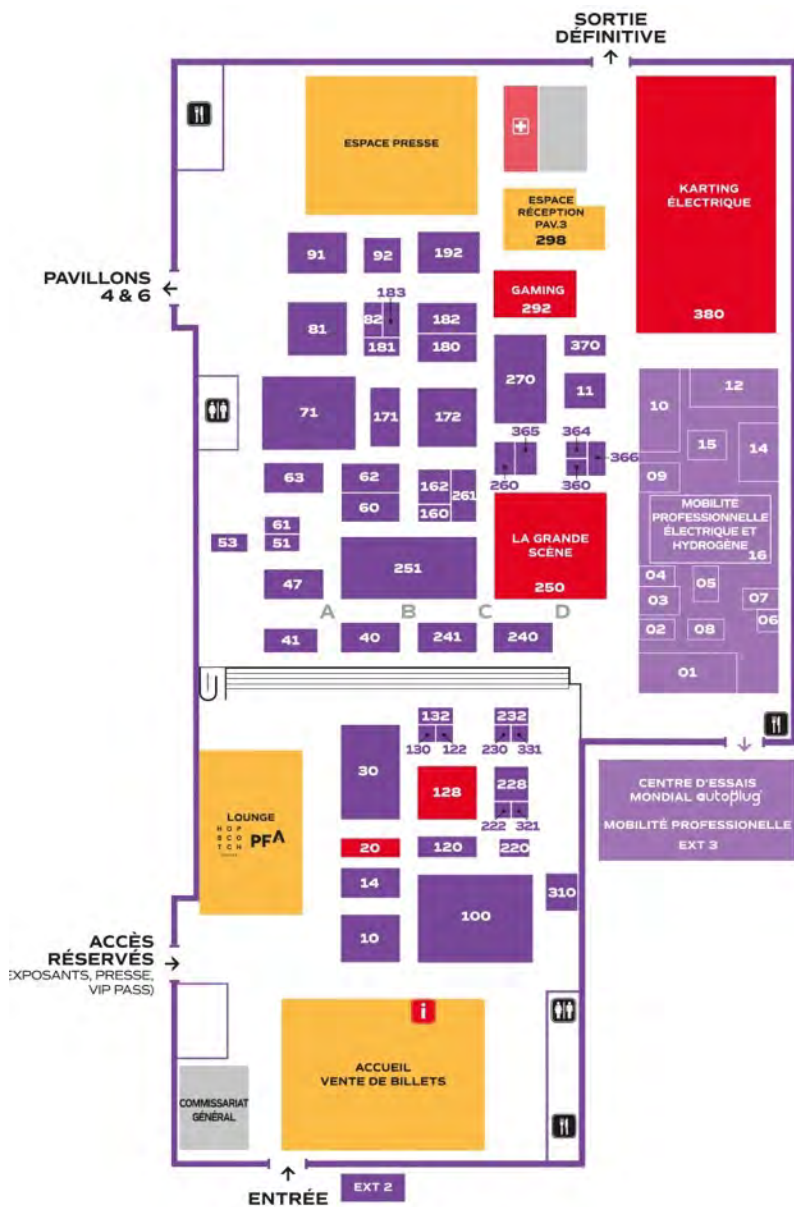 SORTIE
DÉFINITIVE
ESPACE PRESSE
KARTING
ÉLECTRIQUE
380
ESPACE
RÉCEPTION
PAV.3
298
91
92
192
PAVILLONS
4 & 6
183
GAMING
292
81
82
181
182
180
270
370
11
71
171
172
10
12
15
14
365
364
366
260
360
09
63
62
60
162
160
261
61
51
53
LA GRANDE
SCÈNE
250
MOBILITÉ
PROFESSIONNELLE
ÉLECTRIQUE ET
HYDROGÈNE
16
251
47
04
05
03
07
06
02
08
01
A
B
C
D
41
40
241
240
132
232
130
122
230
331
30
128
228
222
321
LOUNGE
HOP
SCO
TCH
PFA
20
120
220
14
100
310
10
CENTRE D'ESSAIS
MONDIAL autoplug
MOBILITÉ PROFESSIONELLE
EXT 3
ACCÈS
RÉSERVÉS
EXPOSANTS, PRESSE,
VIP PASS)
i
ACCUEIL
VENTE DE BILLETS
COMMISSARIAT
GÉNÉRAL
ENTRÉE
EXT 2